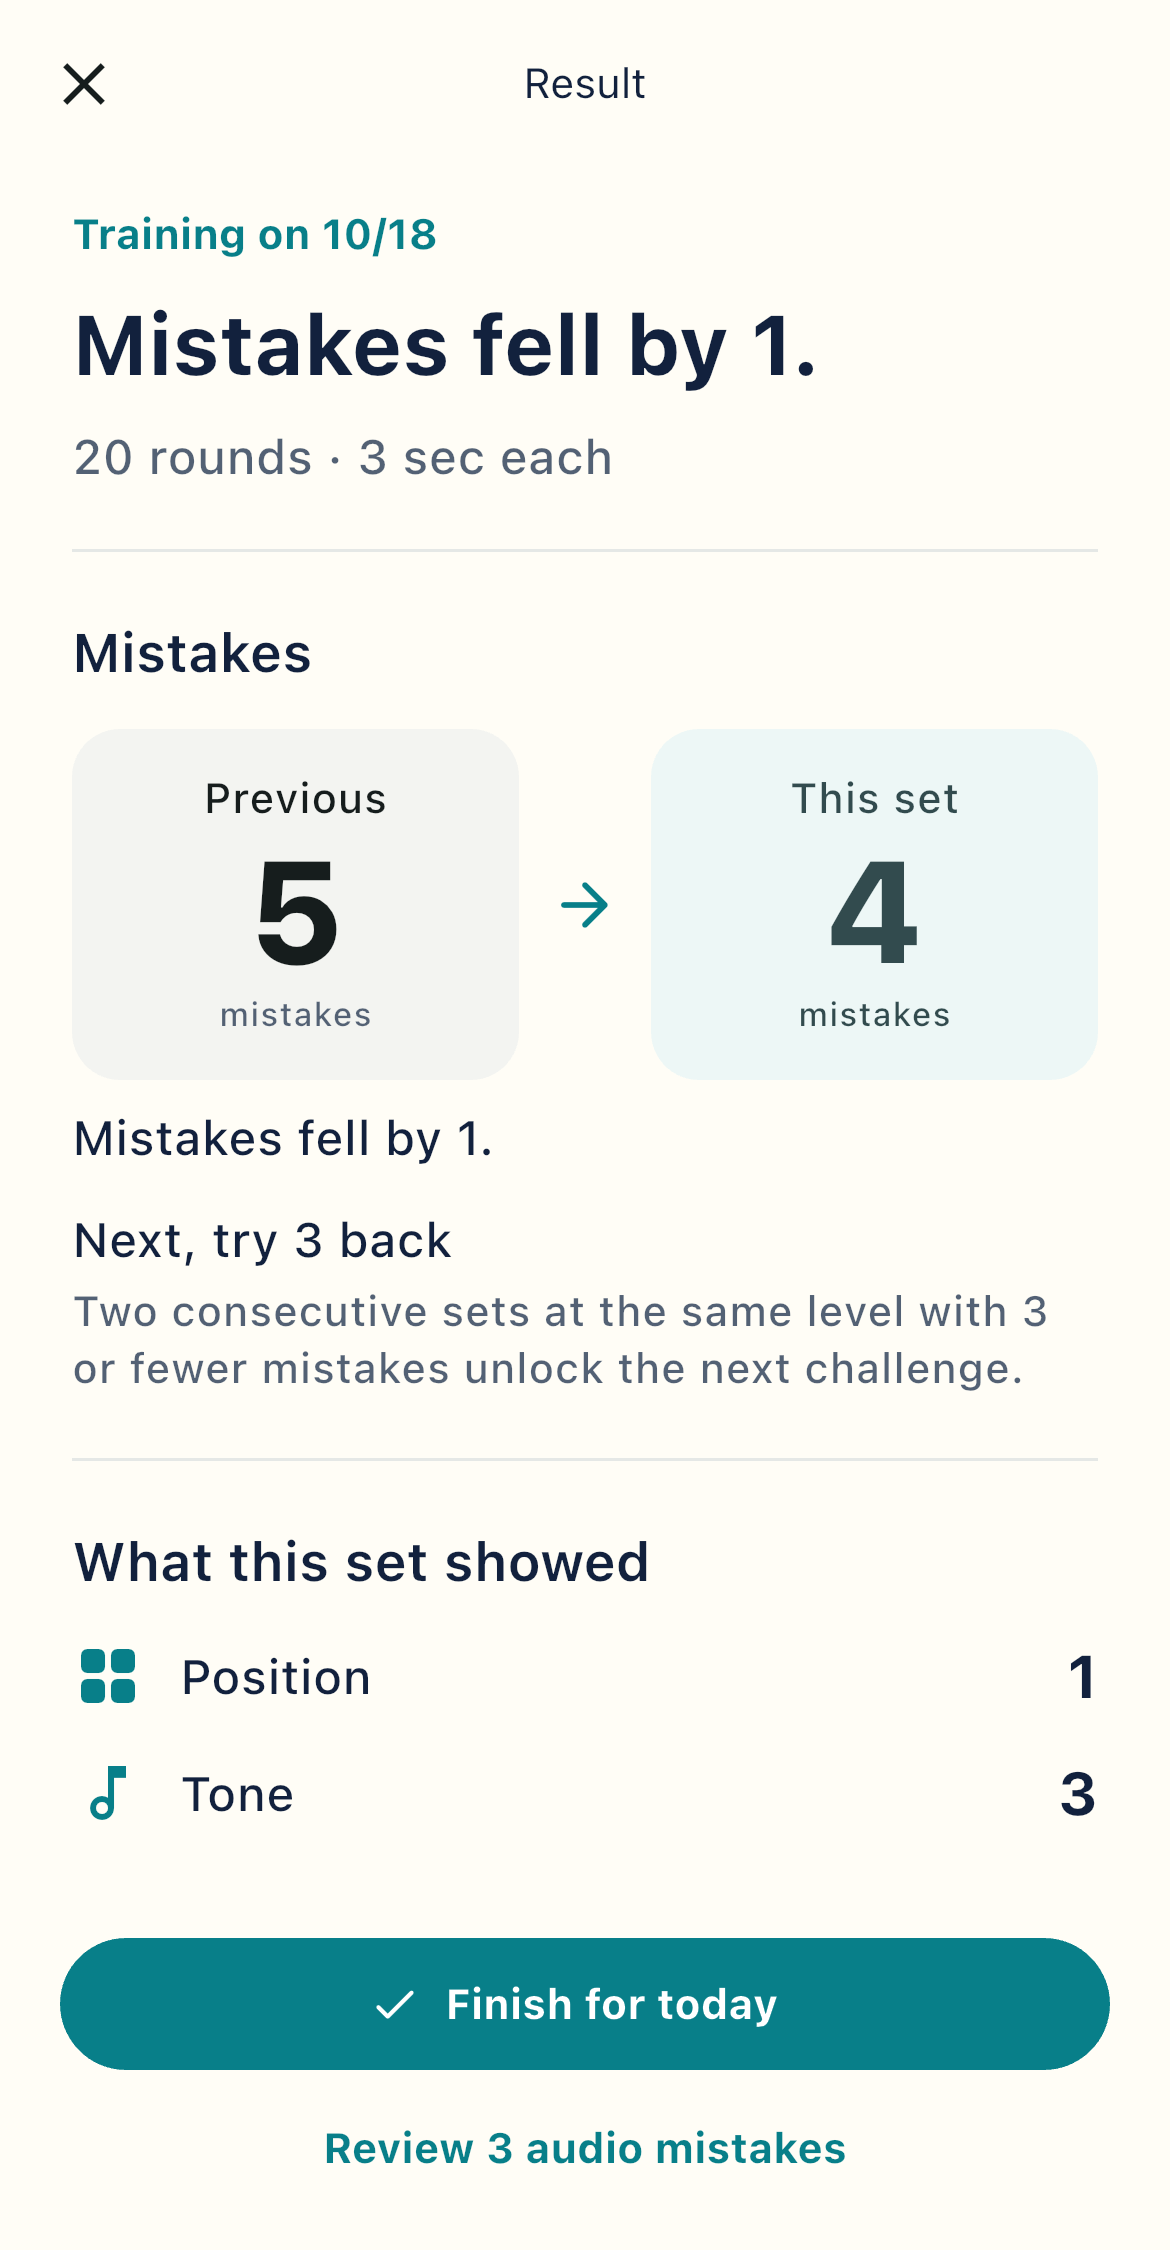 Result
Training on 10/18
Mistakes fell by 1.
20 rounds · 3 sec each
Mistakes
Previous
5
mistakes
This set
4
mistakes
Mistakes fell by 1.
Next, try 3 back
Two consecutive sets at the same level with 3
or fewer mistakes unlock the next challenge.
What this set showed
Position 1
Tone 3
Finish for today
Review 3 audio mistakes